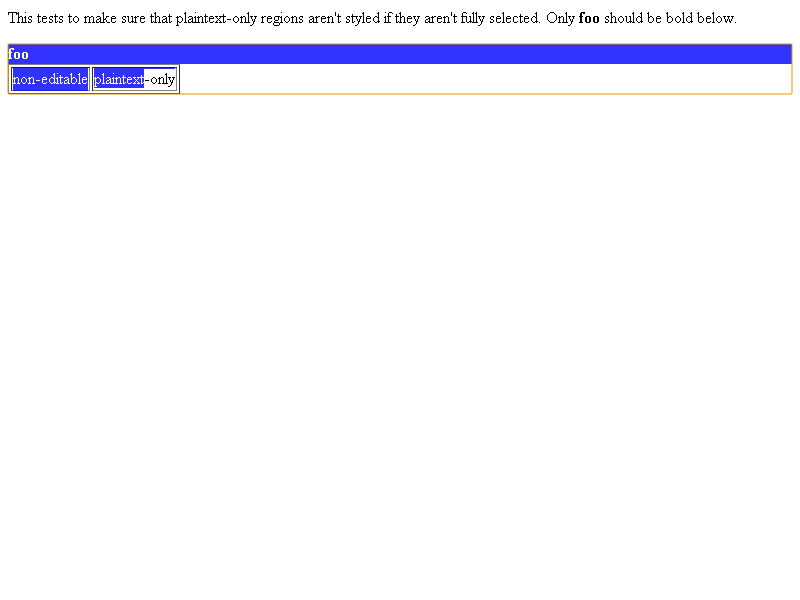 This tests to make sure that plaintext-only regions aren't styled if they aren't fully selected. Only foo should be bold below.
foo
non-editable plaintext-only